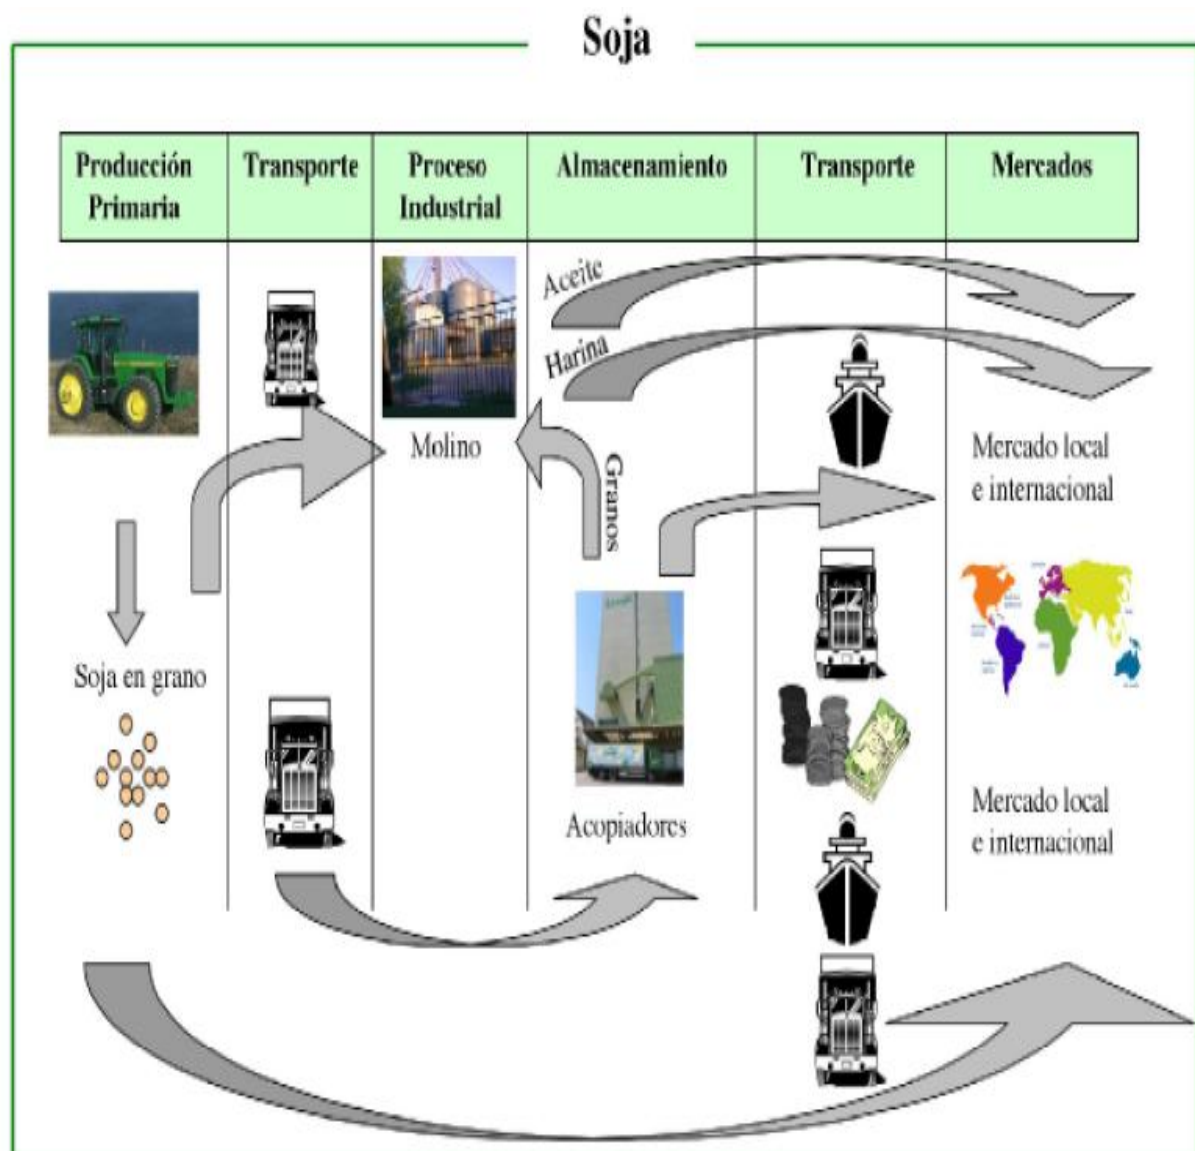 Soja
Producción
Primaria
Transporte
Proceso
Industrial
Almacenamiento
Transporte
Mercados
Aceite
Harina
Molino
Granos
Mercado local
e internacional
Soja en grano
Acopiadores
Mercado local
e internacional